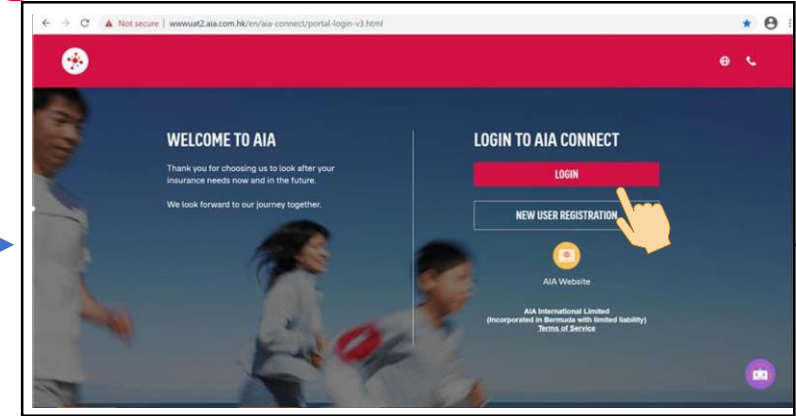 Not secure | wwwuat2.aia.com.hk/en/aia-connect/portal-login-v3.html
WELCOME TO AIA
Thank you for choosing us to look after your
insurance needs now and in the future.
We look forward to our journey together.
LOGIN TO AIA CONNECT
LOGIN
NEW USER REGISTRATION
AIA Website
AIA International Limited
(Incorporated in Bermuda with limited liability)
Terms of Service